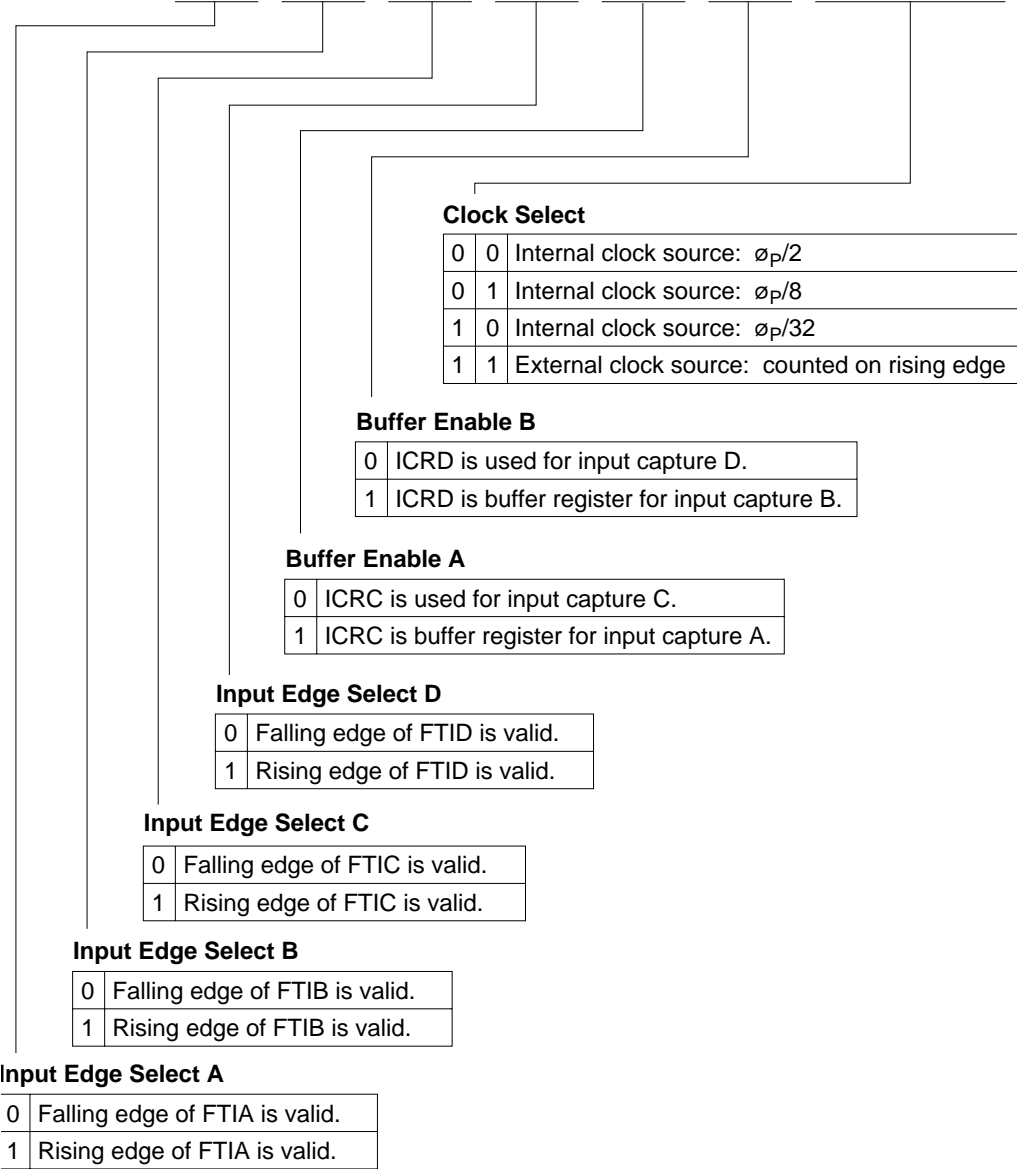 Clock Select
0 0 Internal clock source: øP/2
0 1 Internal clock source: øP/8
1 0 Internal clock source: øP/32
1 1 External clock source: counted on rising edge
Buffer Enable B
0 ICRD is used for input capture D.
1 ICRD is buffer register for input capture B.
Buffer Enable A
0 ICRC is used for input capture C.
1 ICRC is buffer register for input capture A.
Input Edge Select D
0 Falling edge of FTID is valid.
1 Rising edge of FTID is valid.
Input Edge Select C
0 Falling edge of FTIC is valid.
1 Rising edge of FTIC is valid.
Input Edge Select B
0 Falling edge of FTIB is valid.
1 Rising edge of FTIB is valid.
Input Edge Select A
0 Falling edge of FTIA is valid.
1 Rising edge of FTIA is valid.